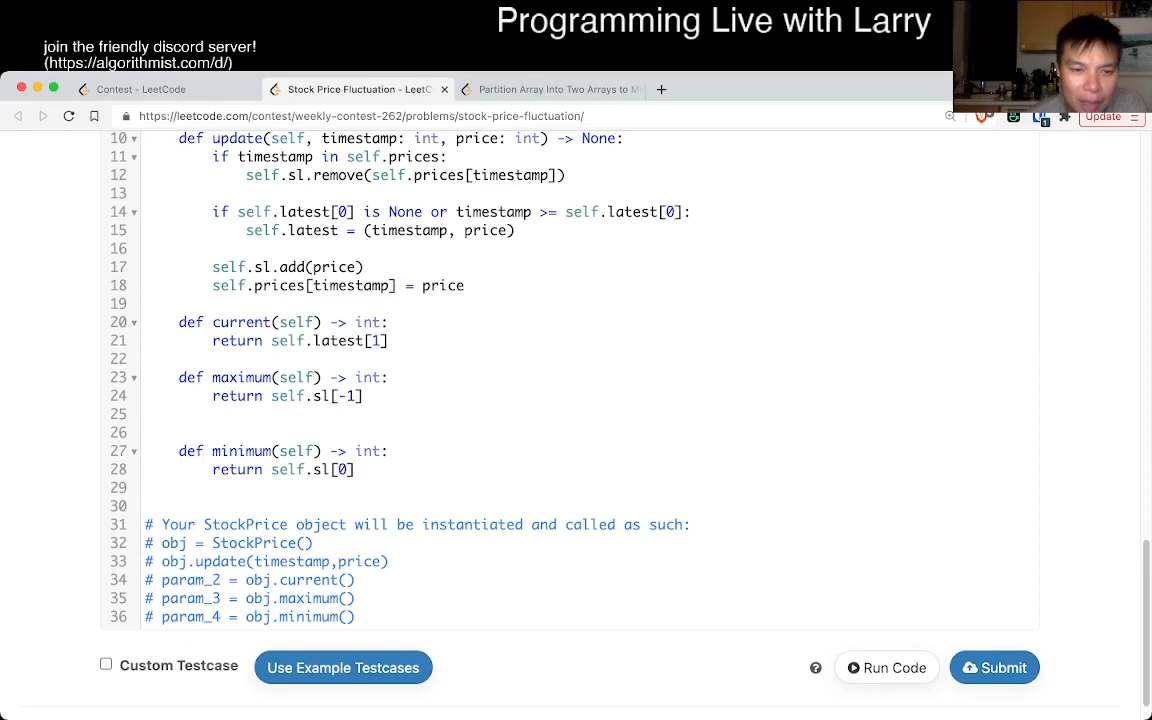 Programming Live with Larry
join the friendly discord server!
(https://algorithmist.com/d/)
Contest - LeetCode
Stock Price Fluctuation - LeetC
Partition Array Into Two Arrays to M
https://leetcode.com/contest/weekly-contest-262/problems/stock-price-fluctuation/
Update
10 def update(self, timestamp: int, price: int) -> None:
11 if timestamp in self.prices:
12 self.sl.remove(self.prices[timestamp])
13
14 if self.latest[0] is None or timestamp >= self.latest[0]:
15 self.latest = (timestamp, price)
16
17 self.sl.add(price)
18 self.prices[timestamp] = price
19
20 def current(self) -> int:
21 return self.latest[1]
22
23 def maximum(self) -> int:
24 return self.sl[-1]
25
26
27 def minimum(self) -> int:
28 return self.sl[0]
29
30
31 # Your StockPrice object will be instantiated and called as such:
32 # obj = StockPrice()
33 # obj.update(timestamp,price)
34 # param_2 = obj.current()
35 # param_3 = obj.maximum()
36 # param_4 = obj.minimum()
Custom Testcase
Use Example Testcases
Run Code
Submit